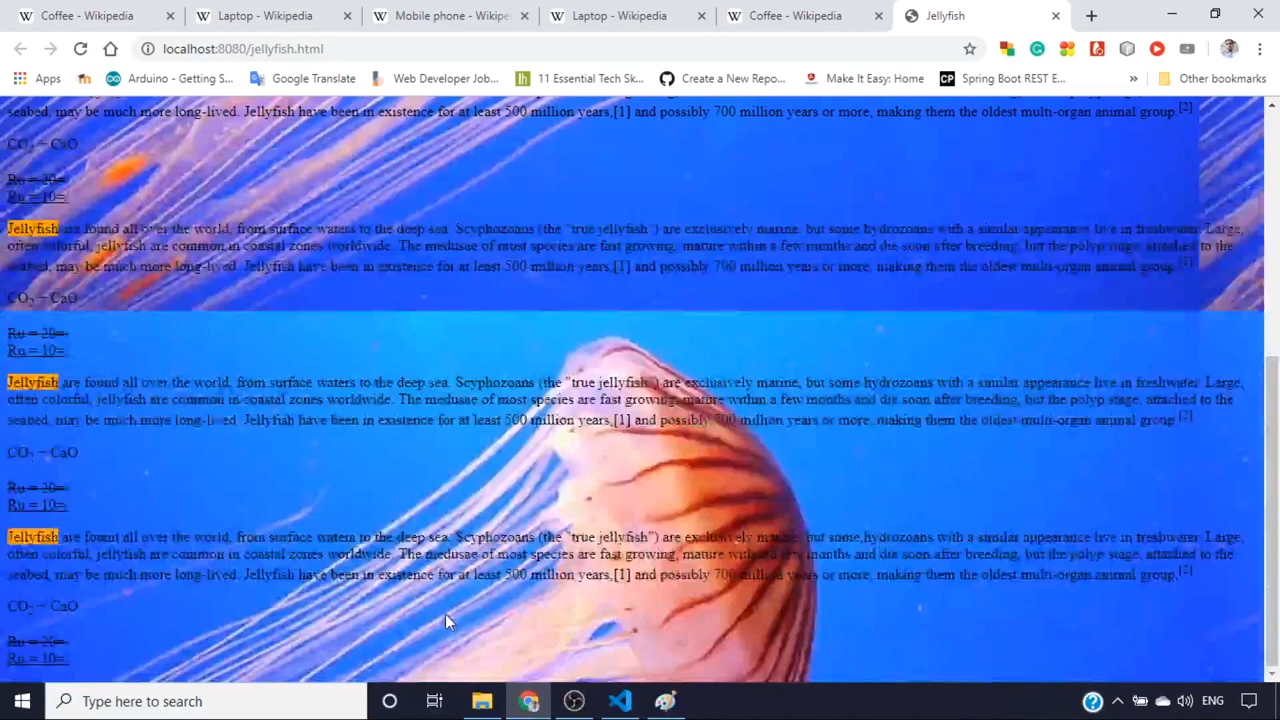 Coffee - Wikipedia
Laptop - Wikipedia
Mobile phone - Wikipe
Laptop - Wikipedia
Coffee - Wikipedia
Jellyfish
localhost:8080/jellyfish.html
Apps
Arduino - Getting S...
Google Translate
Web Developer Job...
11 Essential Tech Sk...
Create a New Repo...
Make It Easy: Home
CP Spring Boot REST E...
»
Other bookmarks
seabed, may be much more long-lived. Jellyfish have been in existence for at least 500 million years,[1] and possibly 700 million years or more, making them the oldest multi-organ animal group.[2]
CO2 = CaO
Ru = 20=
Ru = 10=
Jellyfish are found all over the world, from surface waters to the deep sea. Scyphozoans (the "true jellyfish") are exclusively marine, but some hydrozoans with a similar appearance live in freshwater. Large,
often colorful, jellyfish are common in coastal zones worldwide. The medusae of most species are fast growing, mature within a few months and die soon after breeding, but the polyp stage, attached to the
seabed, may be much more long-lived. Jellyfish have been in existence for at least 500 million years,[1] and possibly 700 million years or more, making them the oldest multi-organ animal group.[2]
CO2 = CaO
Ru = 20=
Ru = 10=
Jellyfish are found all over the world, from surface waters to the deep sea. Scyphozoans (the "true jellyfish") are exclusively marine, but some hydrozoans with a similar appearance live in freshwater. Large,
often colorful, jellyfish are common in coastal zones worldwide. The medusae of most species are fast growing, mature within a few months and die soon after breeding, but the polyp stage, attached to the
seabed, may be much more long-lived. Jellyfish have been in existence for at least 500 million years,[1] and possibly 700 million years or more, making them the oldest multi-organ animal group.[2]
CO2 = CaO
Ru = 20=
Ru = 10=
Jellyfish are found all over the world, from surface waters to the deep sea. Scyphozoans (the "true jellyfish") are exclusively marine, but some hydrozoans with a similar appearance live in freshwater. Large,
often colorful, jellyfish are common in coastal zones worldwide. The medusae of most species are fast growing, mature within a few months and die soon after breeding, but the polyp stage, attached to the
seabed, may be much more long-lived. Jellyfish have been in existence for at least 500 million years,[1] and possibly 700 million years or more, making them the oldest multi-organ animal group.[2]
CO2 = CaO
Ru = 20=
Ru = 10=
Type here to search
ENG